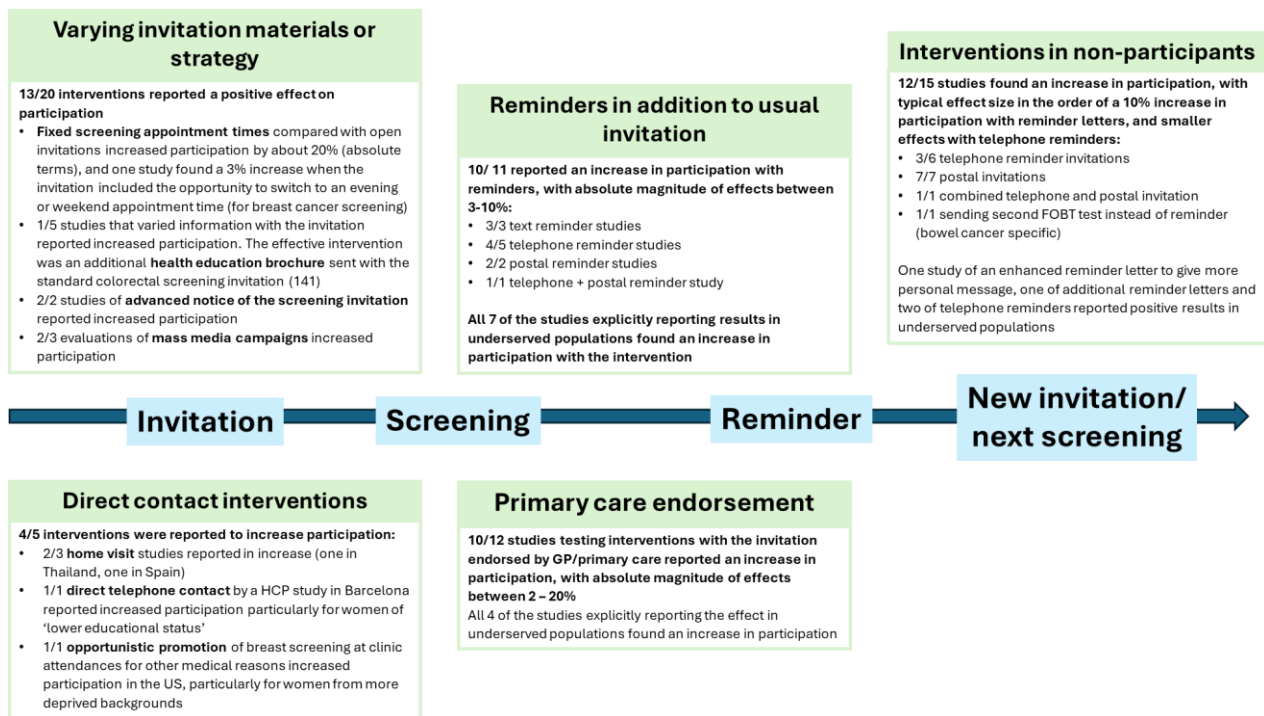 Varying invitation materials or
strategy
13/20 interventions reported a positive effect on
participation
• Fixed screening appointment times compared with open
invitations increased participation by about 20% (absolute
terms), and one study found a 3% increase when the
invitation included the opportunity to switch to an evening
or weekend appointment time (for breast cancer screening)
• 1/5 studies that varied information with the invitation
reported increased participation. The effective intervention
was an additional health education brochure sent with the
standard colorectal screening invitation (141)
• 2/2 studies of advanced notice of the screening invitation
reported increased participation
• 2/3 evaluations of mass media campaigns increased
participation
Reminders in addition to usual
invitation
10/ 11 reported an increase in participation with
reminders, with absolute magnitude of effects between
3-10%:
• 3/3 text reminder studies
• 4/5 telephone reminder studies
• 2/2 postal reminder studies
• 1/1 telephone + postal reminder study
All 7 of the studies explicitly reporting results in
underserved populations found an increase in
participation with the intervention
Interventions in non-participants
12/15 studies found an increase in participation, with
typical effect size in the order of a 10% increase in
participation with reminder letters, and smaller
effects with telephone reminders:
• 3/6 telephone reminder invitations
• 7/7 postal invitations
• 1/1 combined telephone and postal invitation
• 1/1 sending second FOBT test instead of reminder
(bowel cancer specific)
One study of an enhanced reminder letter to give more
personal message, one of additional reminder letters and
two of telephone reminders reported positive results in
underserved populations
Invitation
Screening
Reminder
New invitation/
next screening
Direct contact interventions
4/5 interventions were reported to increase participation:
• 2/3 home visit studies reported in increase (one in
Thailand, one in Spain)
• 1/1 direct telephone contact by a HCP study in Barcelona
reported increased participation particularly for women of
‘lower educational status’
• 1/1 opportunistic promotion of breast screening at clinic
attendances for other medical reasons increased
participation in the US, particularly for women from more
deprived backgrounds
Primary care endorsement
10/12 studies testing interventions with the invitation
endorsed by GP/primary care reported an increase in
participation, with absolute magnitude of effects
between 2 – 20%
All 4 of the studies explicitly reporting the effect in
underserved populations found an increase in participation